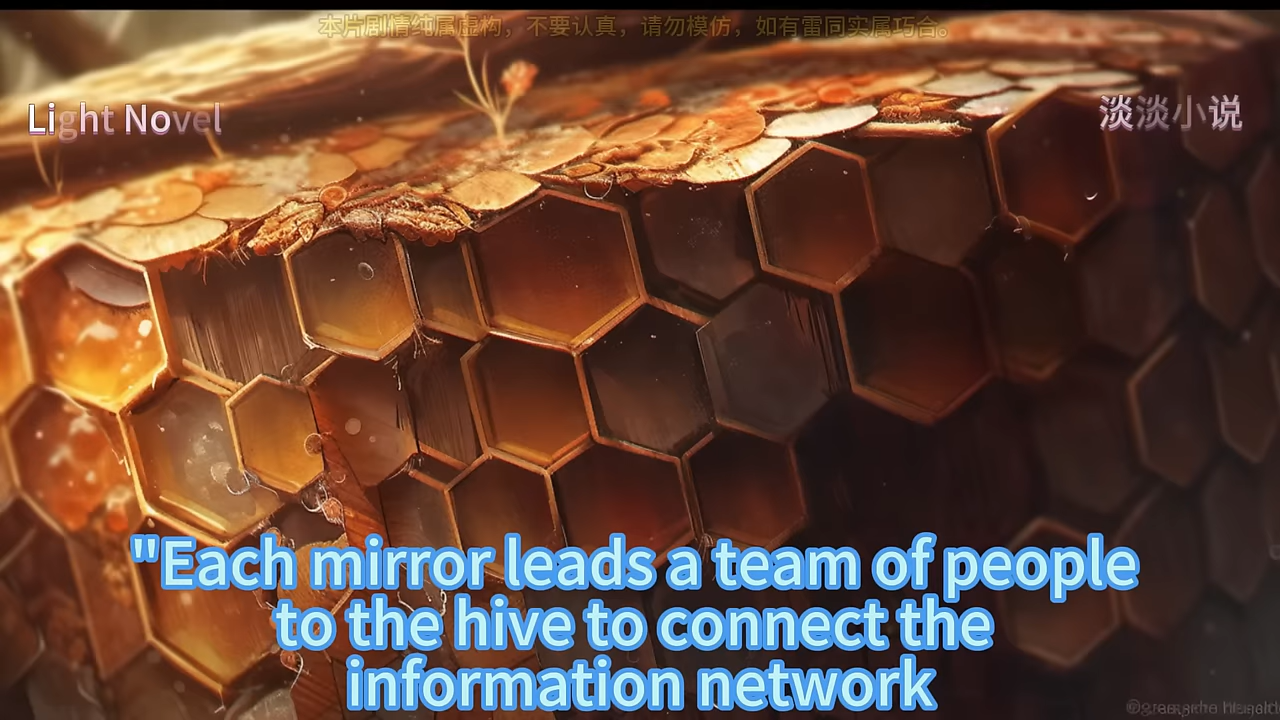 本片剧情纯属虚构，不要认真，请勿模仿，如有雷同实属巧合。
Light Novel
淡淡小说
"Each mirror leads a team of people
to the hive to connect the
information network